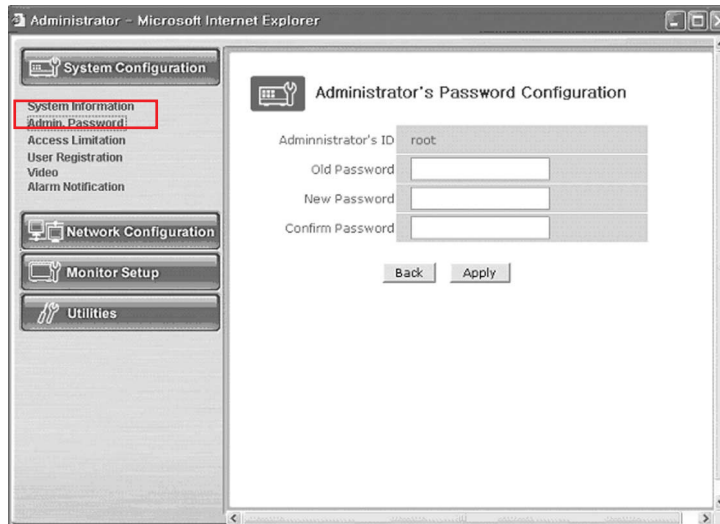 Administrator - Microsoft Internet Explorer
System Configuration
System Information
Admin. Password
Access Limitation
User Registration
Video
Alarm Notification
Network Configuration
Monitor Setup
Utilities
Administrator's Password Configuration
Adminnistrator's ID root
Old Password
New Password
Confirm Password
Back Apply